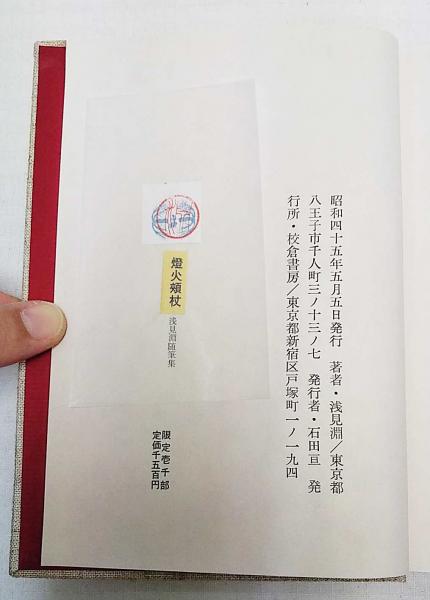 昭和四十五年五月五日発行　著者・浅見淵／東京都
八王子市千人町三ノ十三ノ七　発行者・石田亘　発
行所・校倉書房／東京都新宿区戸塚町一ノ一九四
燈火頰杖
浅見淵随筆集
限定壱千部
定価千五百円